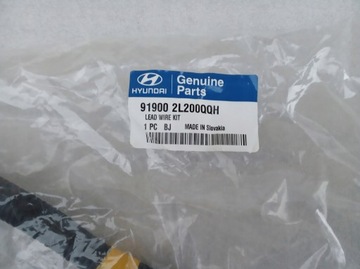 HYUNDAI
Genuine
Parts
91900 2L200QQH
LEAD WIRE KIT
1 PC BJ MADE IN Slovakia